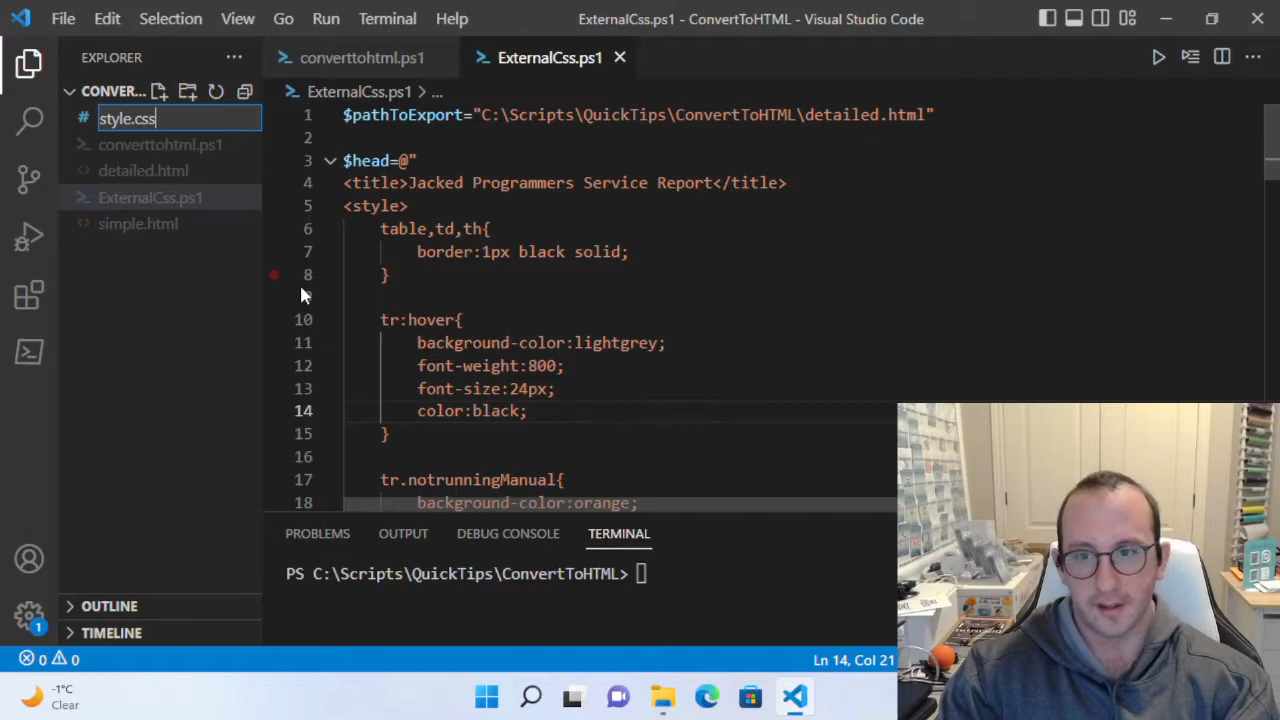 File Edit Selection View Go Run Terminal Help ExternalCss.ps1 - ConvertToHTML - Visual Studio Code
EXPLORER ...
converttohtml.ps1
ExternalCss.ps1
CONVER...
ExternalCss.ps1 > ...
# style.css
converttohtml.ps1
<> detailed.html
ExternalCss.ps1
<> simple.html
1 $pathToExport="C:\Scripts\QuickTips\ConvertToHTML\detailed.html"
2
3 $head=@"
4 <title>Jacked Programmers Service Report</title>
5 <style>
6 table,td,th{
7 border:1px black solid;
8 }
10 tr:hover{
11 background-color:lightgrey;
12 font-weight:800;
13 font-size:24px;
14 color:black;
15 }
16
17 tr.notrunningManual{
18 background-color:orange;
PROBLEMS OUTPUT DEBUG CONSOLE TERMINAL
PS C:\Scripts\QuickTips\ConvertToHTML>
OUTLINE
TIMELINE
1
0 0 Ln 14, Col 21
-1°C
Clear